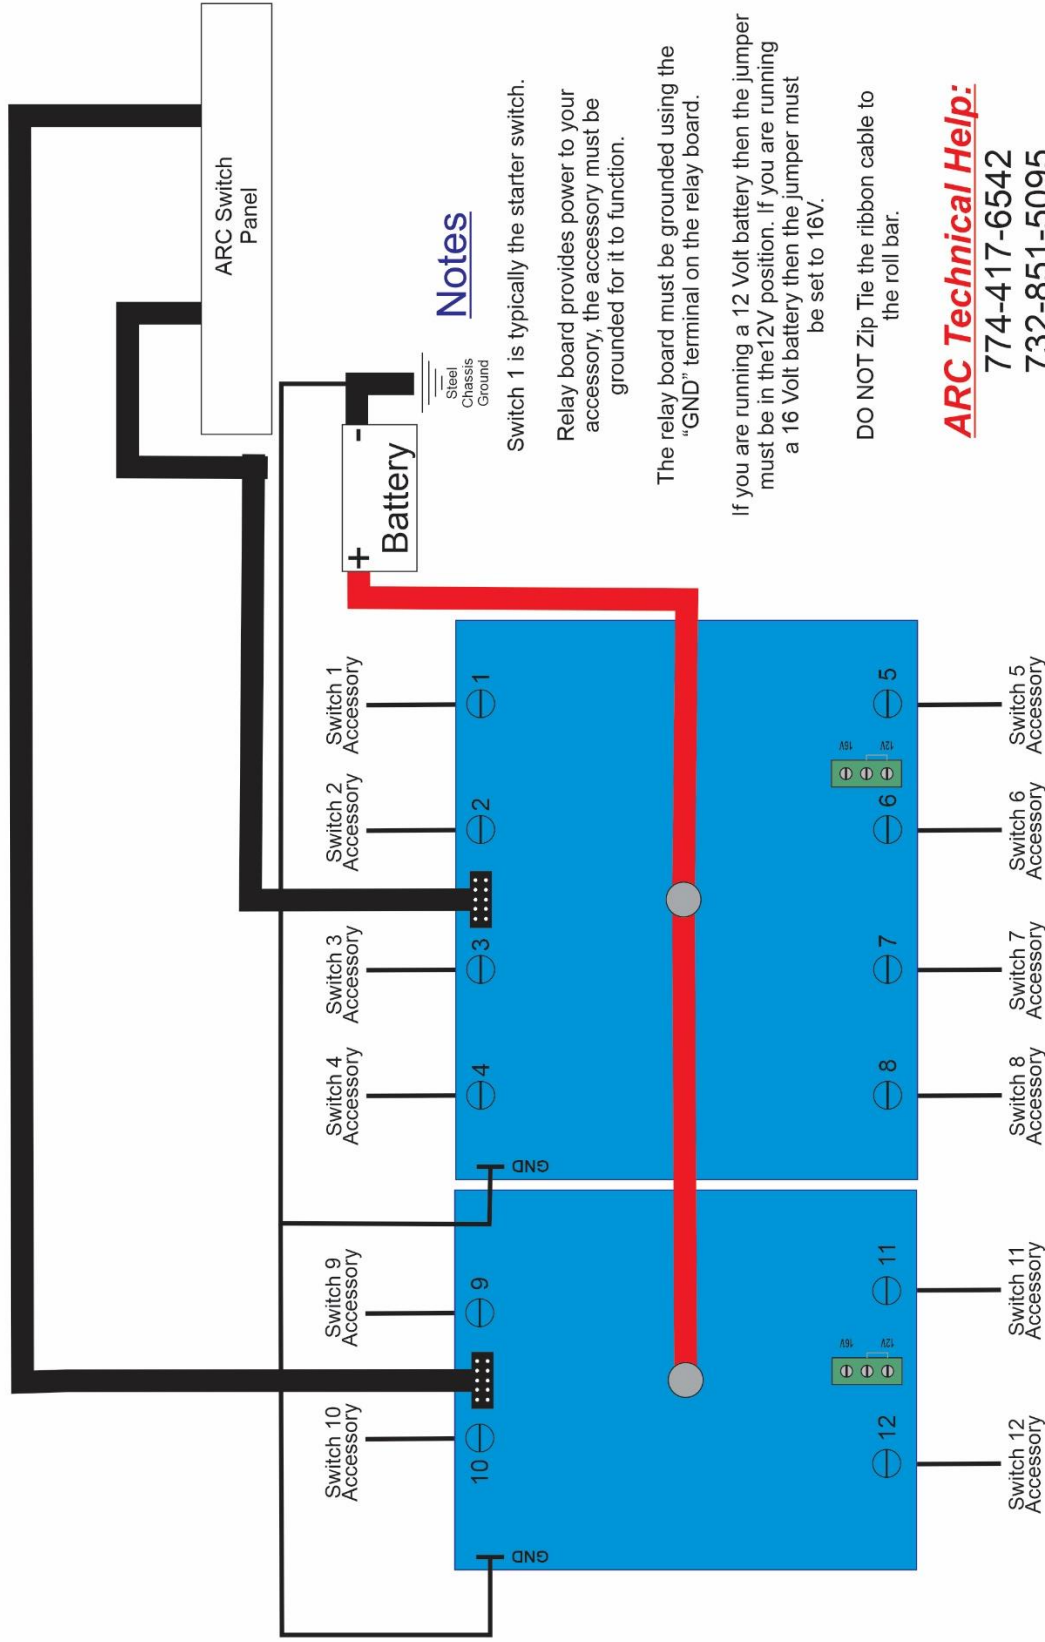 ARC Switch
Panel
Battery
+
-
Steel
Chassis
Ground
Switch 10
Accessory
Switch 9
Accessory
Switch 4
Accessory
Switch 3
Accessory
Switch 2
Accessory
Switch 1
Accessory
GND
10
9
GND
4
3
2
1
12
16V
12V
11
8
7
6
16V
12V
5
Switch 12
Accessory
Switch 11
Accessory
Switch 8
Accessory
Switch 7
Accessory
Switch 6
Accessory
Switch 5
Accessory
Notes
Switch 1 is typically the starter switch.
Relay board provides power to your
accessory, the accessory must be
grounded for it to function.
The relay board must be grounded using the
“GND” terminal on the relay board.
If you are running a 12 Volt battery then the jumper
must be in the12V position. If you are running
a 16 Volt battery then the jumper must
be set to 16V.
DO NOT Zip Tie the ribbon cable to
the roll bar.
ARC Technical Help:
774-417-6542
732-851-5095